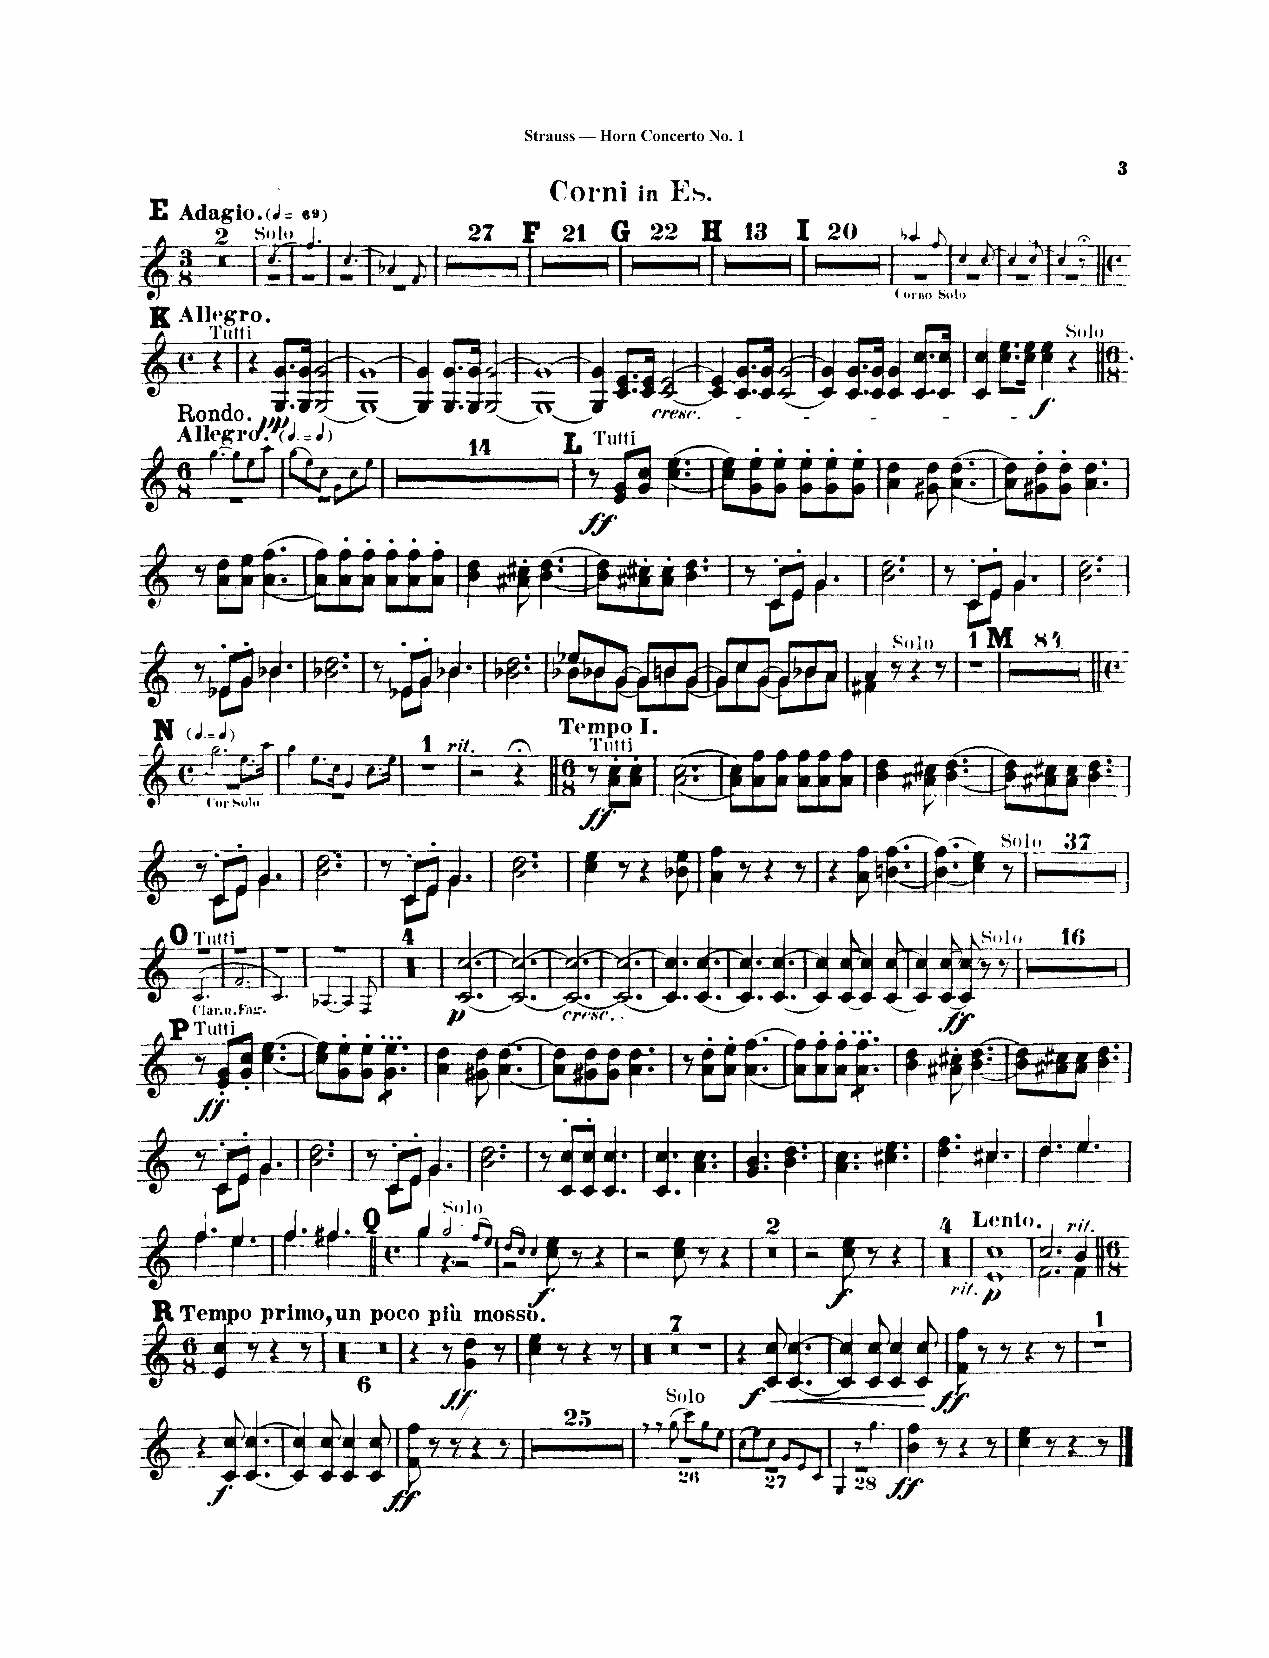 Strauss — Horn Concerto No. 1
3
Corni in Es.
E Adagio. (♩= 69)
2 Solo 27 F 21 G 22 H 13 I 20
Corno Solo
K Allegro.
Tutti Solo
pp cresc. - - - - - f
Rondo.
Allegro. (♩.=♩)
14 L Tutti
ff
Solo 1 M 84
N (♩.=♩) Tempo I.
1 rit. Tutti
Cor Solo
ff
Solo 37
O Tutti 4 Solo 16
Clar.u.Fag. p cresc. ff
P Tutti
ff
Q Solo 2 4 Lento. rit.
f f rit. p
R Tempo primo, un poco più mosso.
7 1
6 ff f ff
25 Solo
f ff 26 27 28 ff